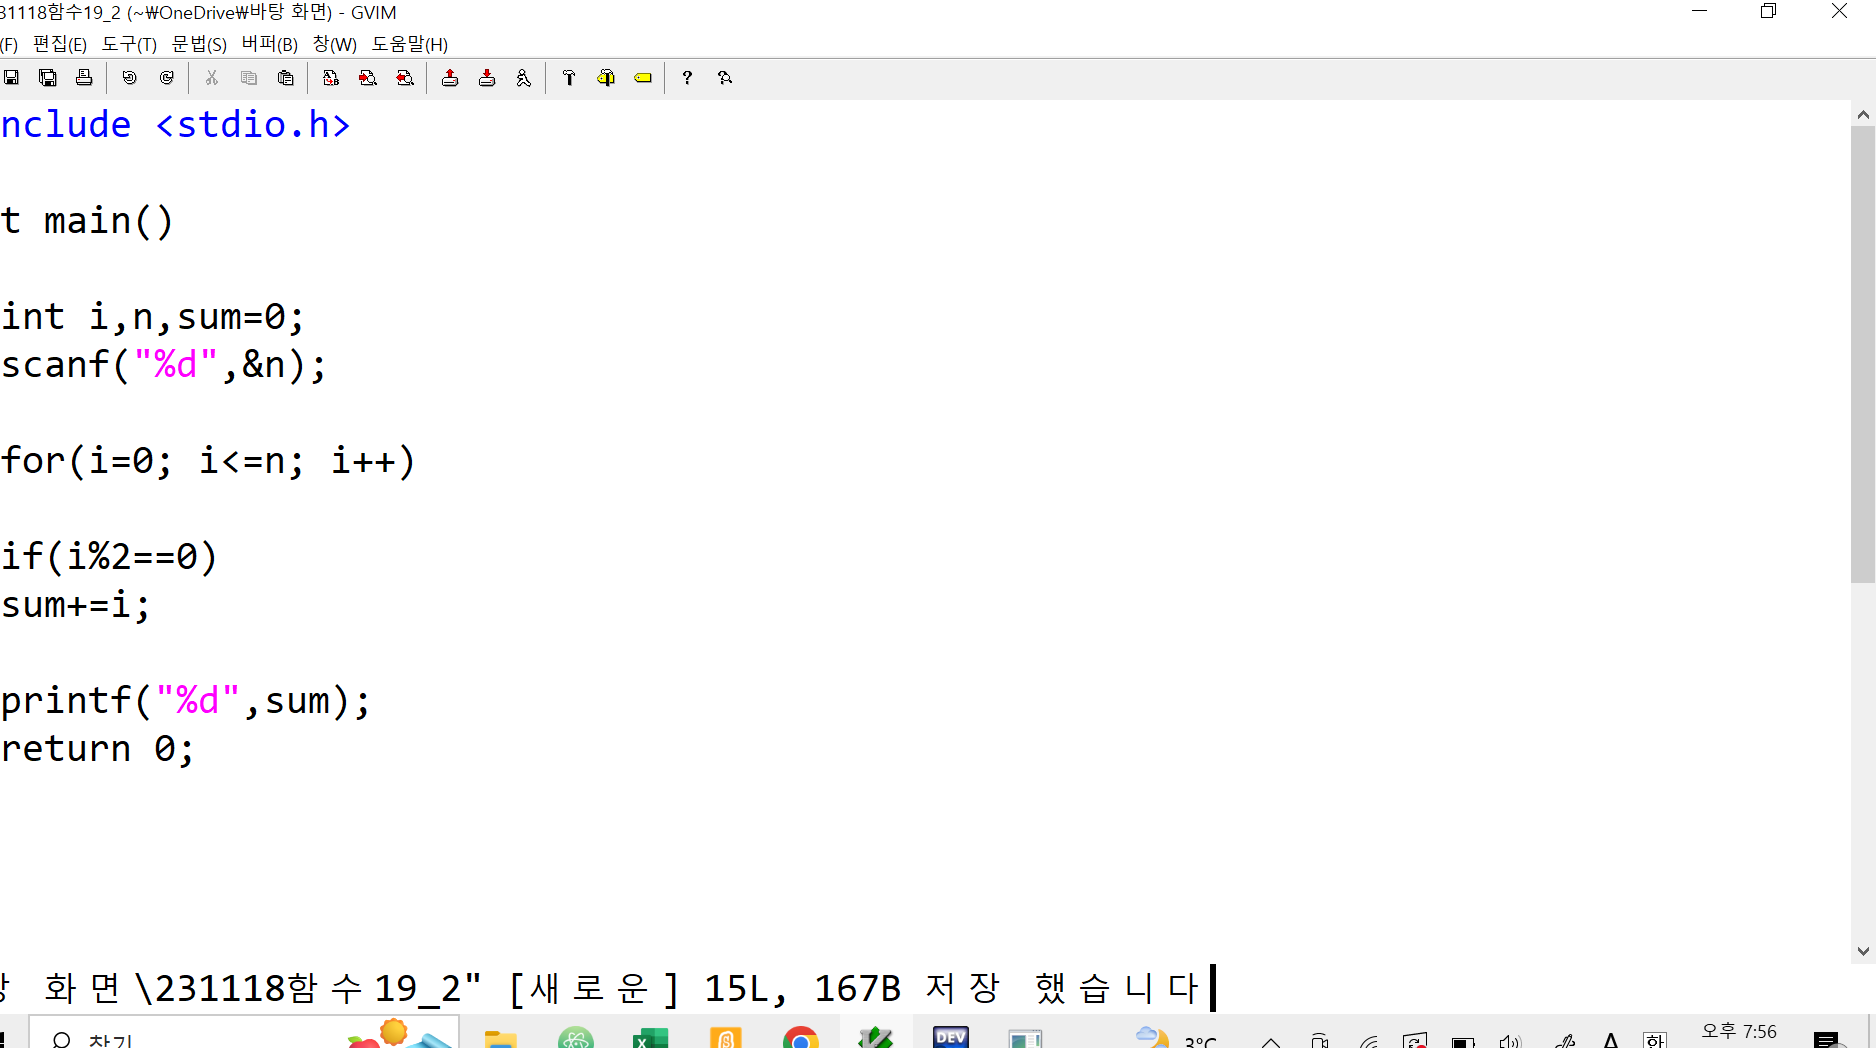 31118함수19_2 (~₩OneDrive₩바탕 화면) - GVIM
(F) 편집(E) 도구(T) 문법(S) 버퍼(B) 창(W) 도움말(H)
nclude <stdio.h>
t main()
int i,n,sum=0;
scanf("%d",&n);
for(i=0; i<=n; i++)
if(i%2==0)
sum+=i;
printf("%d",sum);
return 0;
화면\231118함수19_2" [새로운] 15L, 167B 저장 했습니다
찾기
DEV
3°C
A
한
오후 7:56